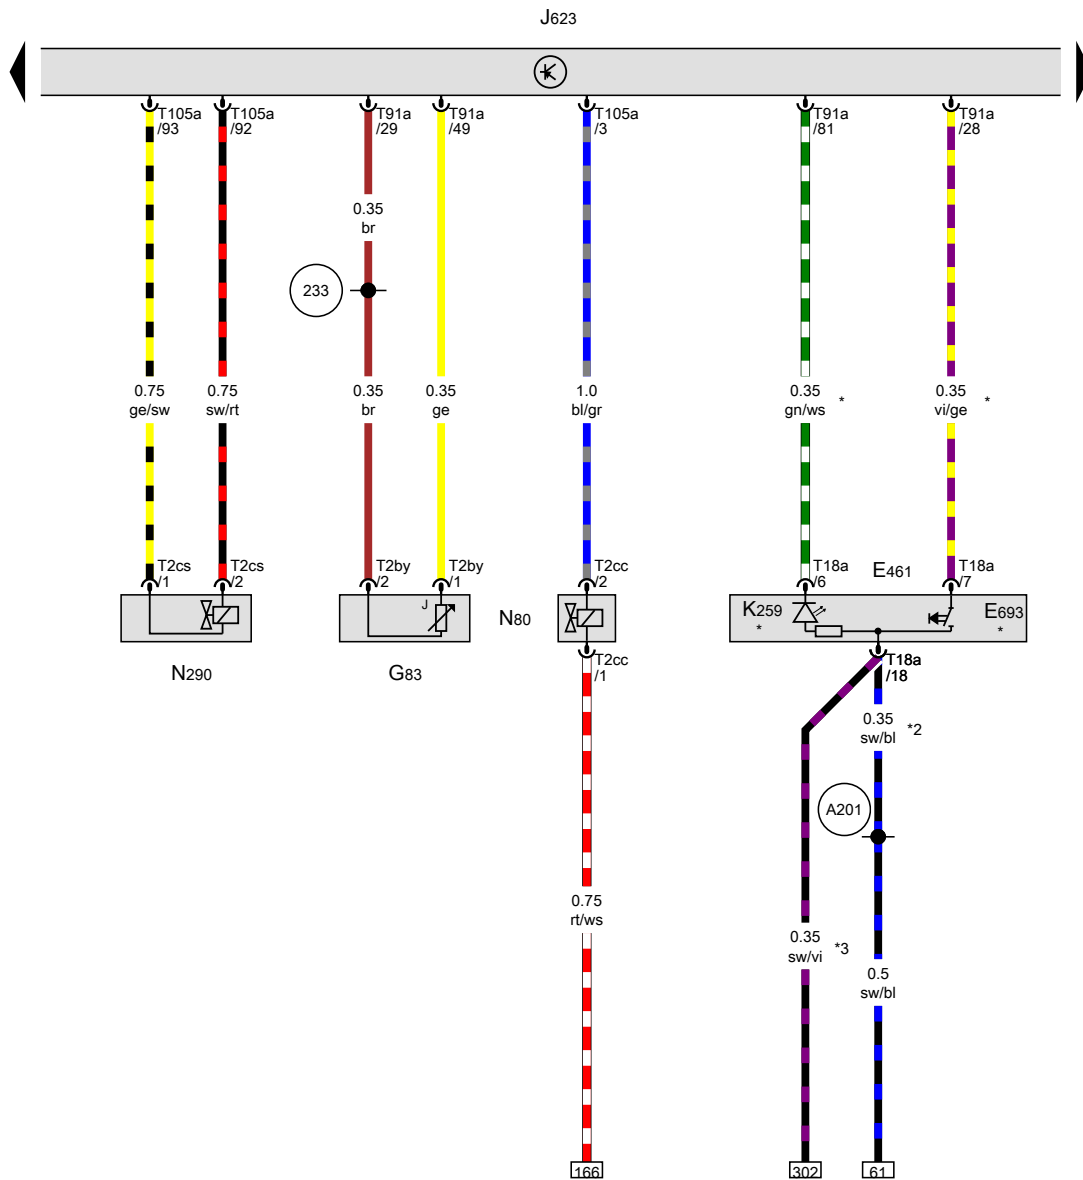 J623
T105a
/93
T105a
/92
T91a
/29
T91a
/49
T105a
/3
T91a
/81
T91a
/28
0.35
br
233
0.75
ge/sw
0.75
sw/rt
0.35
br
0.35
ge
1.0
bl/gr
0.35
gn/ws *
0.35
vi/ge *
T2cs
/1
T2cs
/2
T2by
/2
T2by
/1
T2cc
/2
T18a
/6
E461
T18a
/7
J
N80
K259
*
E693
*
N290
G83
T2cc
/1
T18a
/18
0.35
sw/bl *2
A201
0.75
rt/ws
0.35
sw/vi *3
0.5
sw/bl
166
302
61